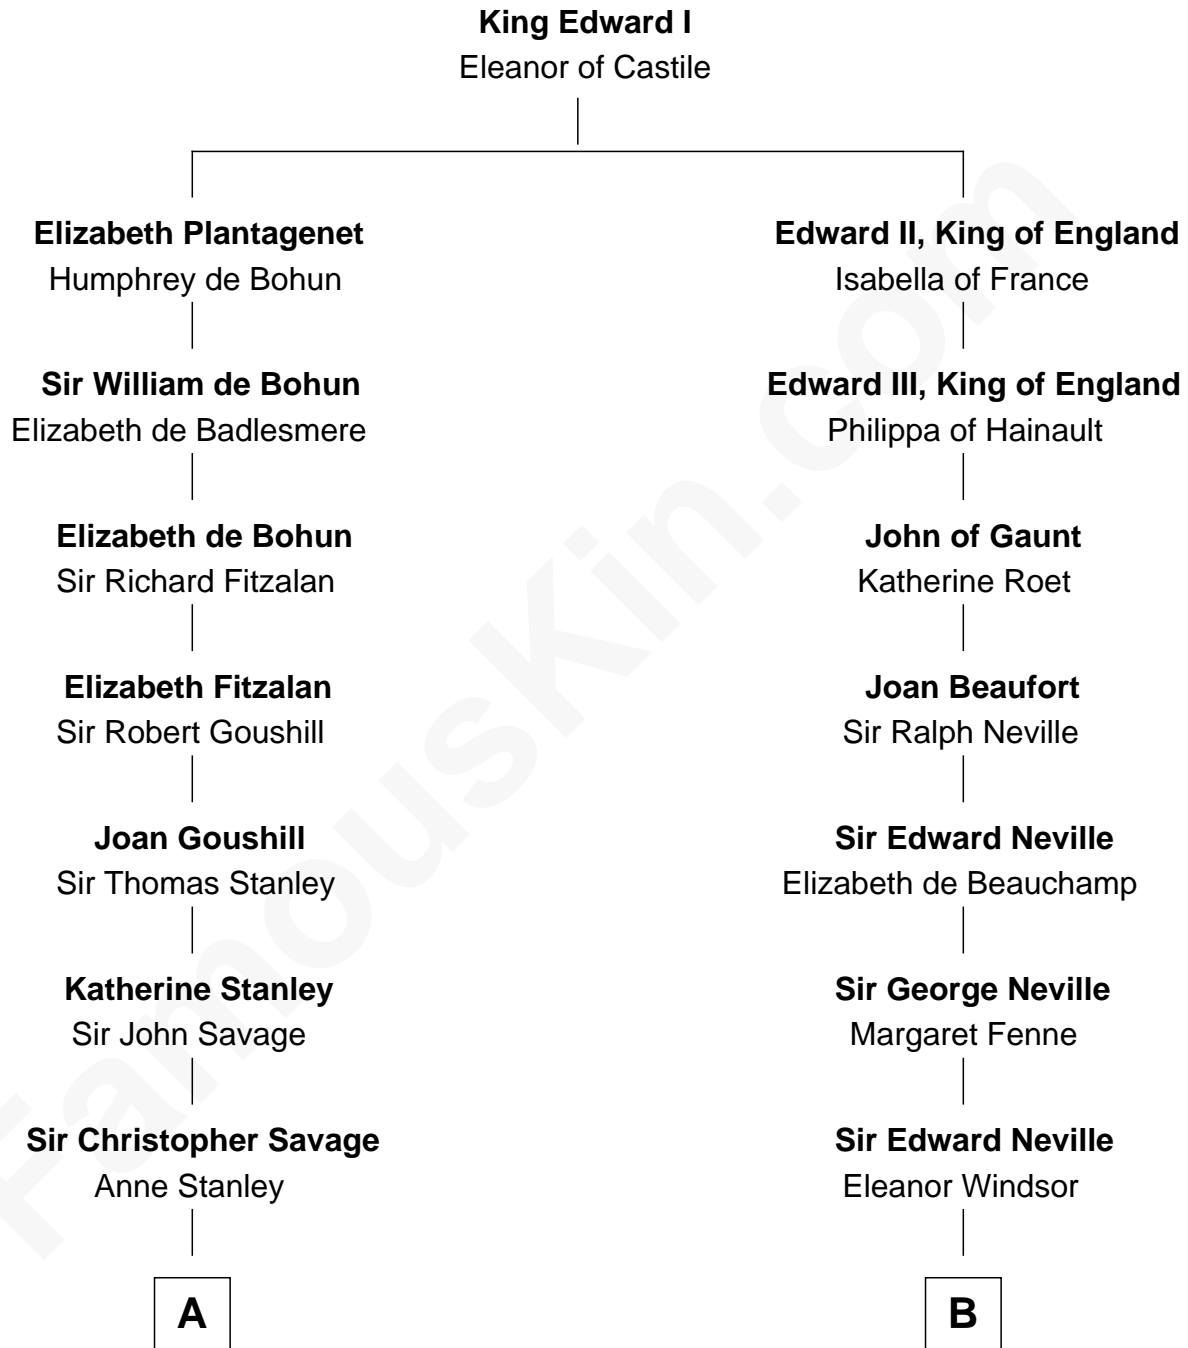 King Edward I
Eleanor of Castile
Elizabeth Plantagenet
Humphrey de Bohun
Edward II, King of England
Isabella of France
Sir William de Bohun
Elizabeth de Badlesmere
Edward III, King of England
Philippa of Hainault
Elizabeth de Bohun
Sir Richard Fitzalan
John of Gaunt
Katherine Roet
Elizabeth Fitzalan
Sir Robert Goushill
Joan Beaufort
Sir Ralph Neville
Joan Goushill
Sir Thomas Stanley
Sir Edward Neville
Elizabeth de Beauchamp
Katherine Stanley
Sir John Savage
Sir George Neville
Margaret Fenne
Sir Christopher Savage
Anne Stanley
Sir Edward Neville
Eleanor Windsor
A
B
FamousKin.com